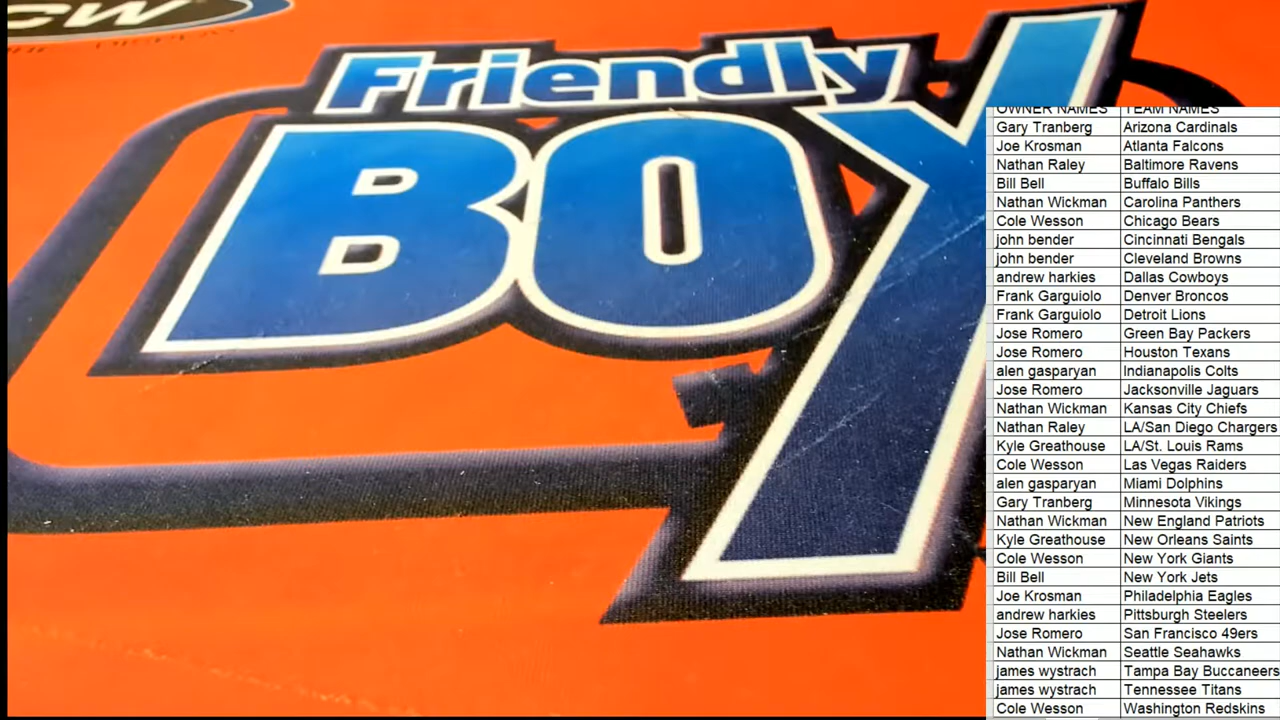 CW
DISPLAY
Friendly
BOY
OWNER NAMES TEAM NAMES
Gary Tranberg Arizona Cardinals
Joe Krosman Atlanta Falcons
Nathan Raley Baltimore Ravens
Bill Bell Buffalo Bills
Nathan Wickman Carolina Panthers
Cole Wesson Chicago Bears
john bender Cincinnati Bengals
john bender Cleveland Browns
andrew harkies Dallas Cowboys
Frank Garguiolo Denver Broncos
Frank Garguiolo Detroit Lions
Jose Romero Green Bay Packers
Jose Romero Houston Texans
alen gasparyan Indianapolis Colts
Jose Romero Jacksonville Jaguars
Nathan Wickman Kansas City Chiefs
Nathan Raley LA/San Diego Chargers
Kyle Greathouse LA/St. Louis Rams
Cole Wesson Las Vegas Raiders
alen gasparyan Miami Dolphins
Gary Tranberg Minnesota Vikings
Nathan Wickman New England Patriots
Kyle Greathouse New Orleans Saints
Cole Wesson New York Giants
Bill Bell New York Jets
Joe Krosman Philadelphia Eagles
andrew harkies Pittsburgh Steelers
Jose Romero San Francisco 49ers
Nathan Wickman Seattle Seahawks
james wystrach Tampa Bay Buccaneers
james wystrach Tennessee Titans
Cole Wesson Washington Redskins